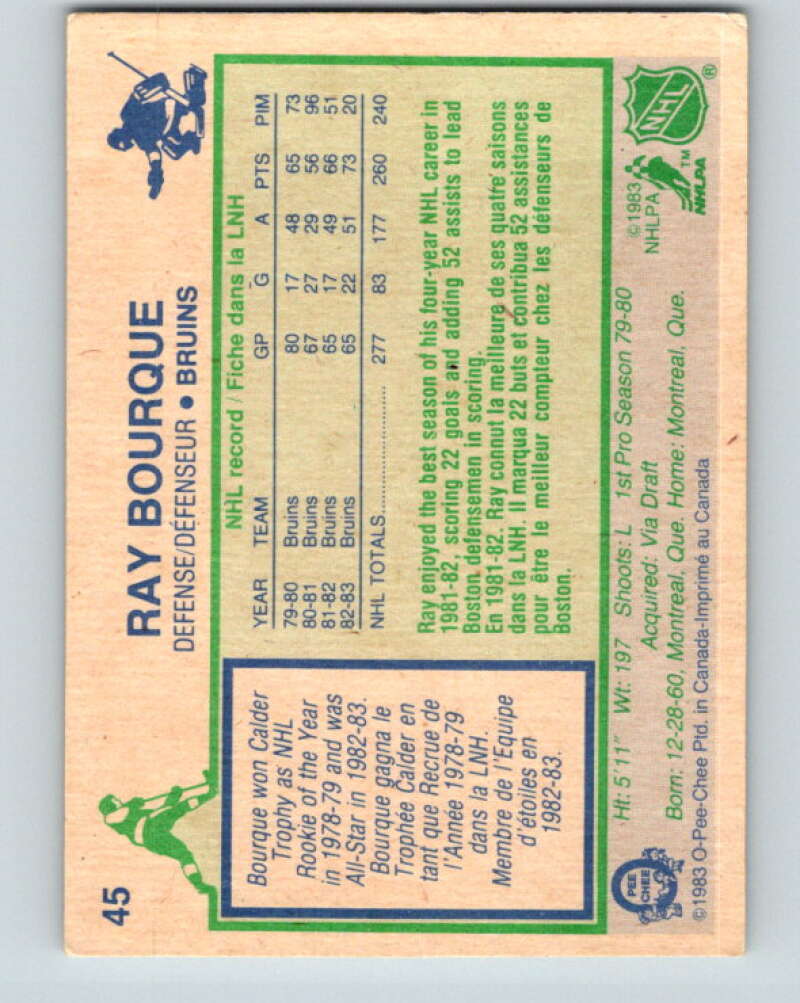 45
RAY BOURQUE
DEFENSE/DÉFENSEUR • BRUINS
Bourque won Calder
Trophy as NHL
Rookie of the Year
in 1978-79 and was
All-Star in 1982-83.
Bourque gagna le
Trophée Calder en
tant que Recrue de
l'Année 1978-79
dans la LNH.
Membre de l'Equipe
d'étoiles en
1982-83.
NHL record / Fiche dans la LNH
YEAR TEAM GP G A PTS PIM
79-80 Bruins 80 17 48 65 73
80-81 Bruins 67 27 29 56 96
81-82 Bruins 65 17 49 66 51
82-83 Bruins 65 22 51 73 20
NHL TOTALS.................... 277 83 177 260 240
Ray enjoyed the best season of his four-year NHL career in
1981-82, scoring 22 goals and adding 52 assists to lead
Boston defensemen in scoring.
En 1981-82. Ray connut la meilleure de ses quatre saisons
dans la LNH. Il marqua 22 buts et contribua 52 assistances
pour être le meilleur compteur chez les défenseurs de
Boston.
Ht: 5'11" Wt: 197 Shoots: L 1st Pro Season 79-80
Acquired: Via Draft
Born: 12-28-60, Montreal, Que. Home: Montreal, Que.
©1983
NHLPA
NHL
®
TM
NHLPA
O
PEE
CHEE
©1983 O-Pee-Chee Ptd. in Canada-Imprimé au Canada